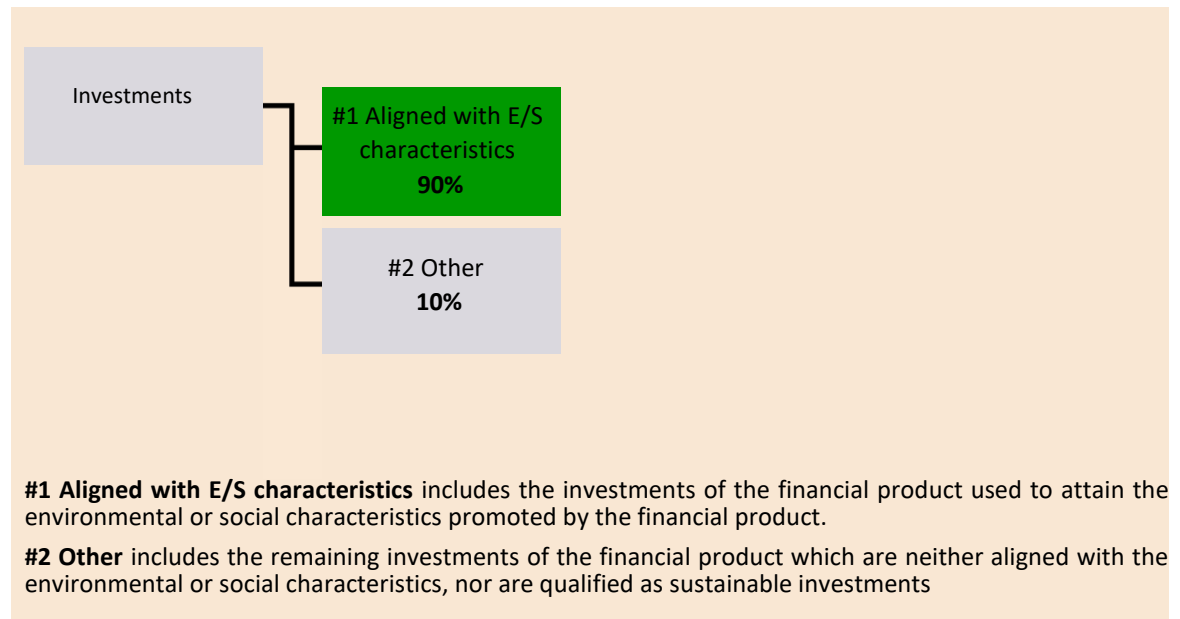 Investments
#1 Aligned with E/S
characteristics
90%
#2 Other
10%
#1 Aligned with E/S characteristics includes the investments of the financial product used to attain the
environmental or social characteristics promoted by the financial product.
#2 Other includes the remaining investments of the financial product which are neither aligned with the
environmental or social characteristics, nor are qualified as sustainable investments